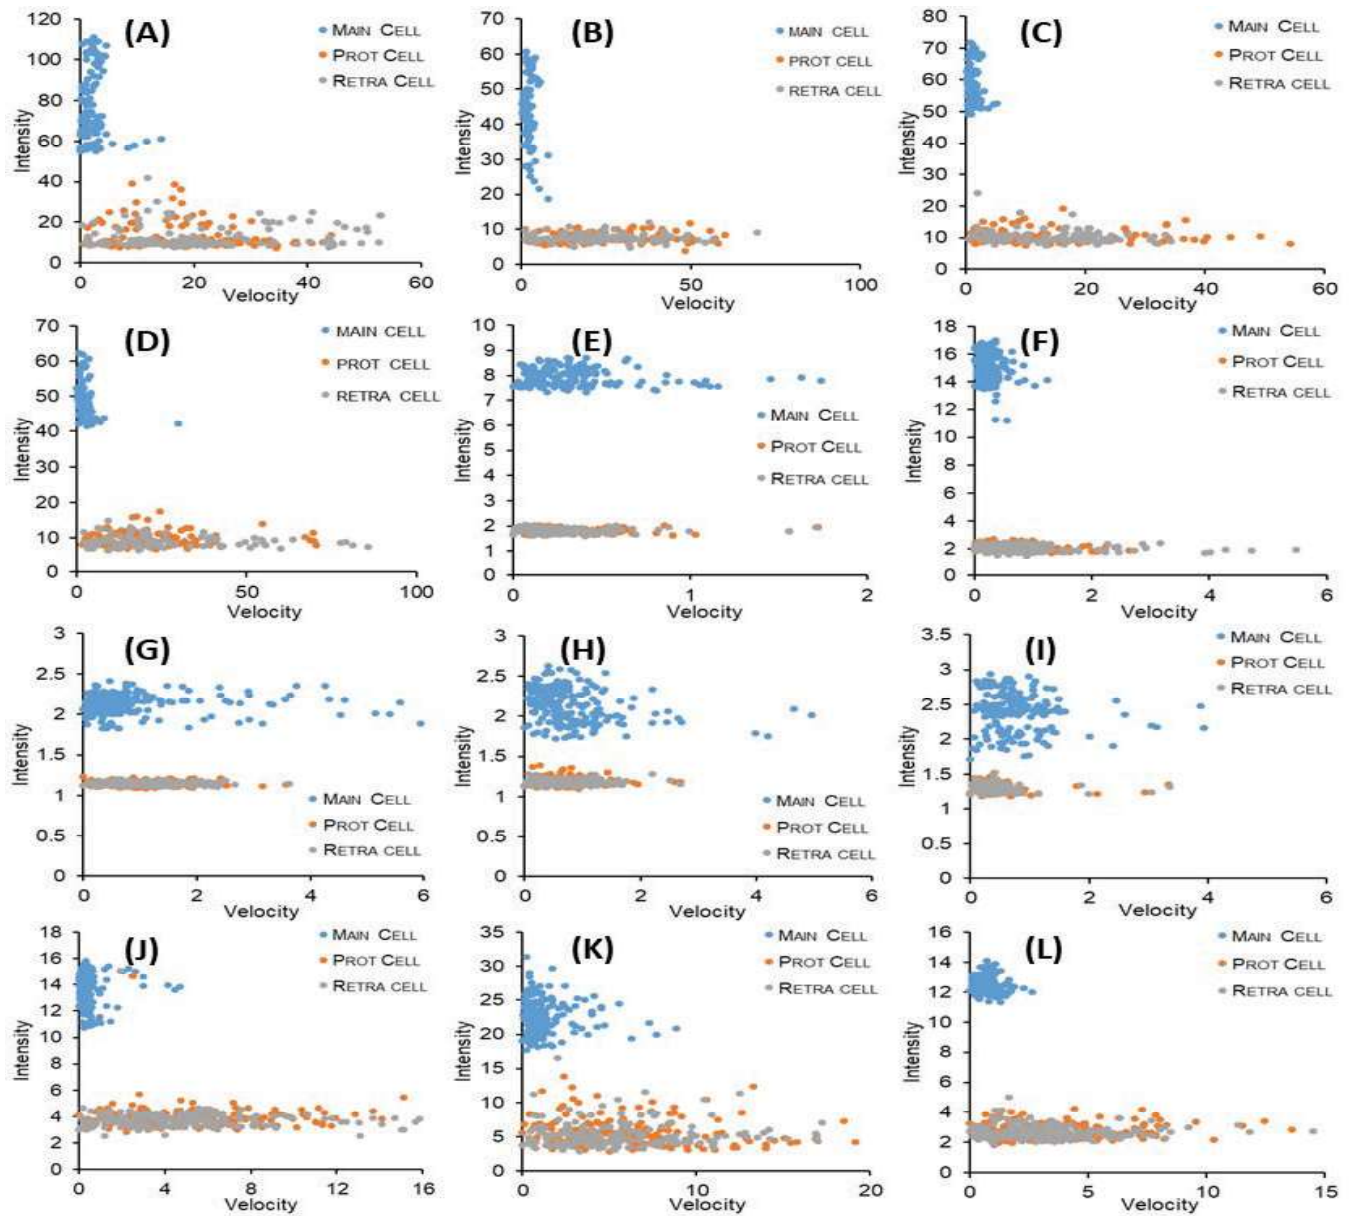 (A)
MAIN CELL
PROT CELL
RETRA CELL
Intensity
120
100
80
60
40
20
0
0 20 40 60
Velocity
(B)
MAIN CELL
PROT CELL
RETRA CELL
Intensity
70
60
50
40
30
20
10
0
0 50 100
Velocity
(C)
MAIN CELL
PROT CELL
RETRA CELL
Intensity
80
70
60
50
40
30
20
10
0
0 20 40 60
Velocity
(D)
MAIN CELL
PROT CELL
RETRA CELL
Intensity
70
60
50
40
30
20
10
0
0 50 100
Velocity
(E)
MAIN CELL
PROT CELL
RETRA CELL
Intensity
10
9
8
7
6
5
4
3
2
1
0
0 1 2
Velocity
(F)
MAIN CELL
PROT CELL
RETRA CELL
Intensity
18
16
14
12
10
8
6
4
2
0
0 2 4 6
Velocity
(G)
MAIN CELL
PROT CELL
RETRA CELL
Intensity
3
2.5
2
1.5
1
0.5
0
0 2 4 6
Velocity
(H)
MAIN CELL
PROT CELL
RETRA CELL
Intensity
3
2.5
2
1.5
1
0.5
0
0 2 4 6
Velocity
(I)
MAIN CELL
PROT CELL
RETRA CELL
Intensity
3.5
3
2.5
2
1.5
1
0.5
0
0 2 4 6
Velocity
(J)
MAIN CELL
PROT CELL
RETRA CELL
Intensity
18
16
14
12
10
8
6
4
2
0
0 4 8 12 16
Velocity
(K)
MAIN CELL
PROT CELL
RETRA CELL
Intensity
35
30
25
20
15
10
5
0
0 10 20
Velocity
(L)
MAIN CELL
PROT CELL
RETRA CELL
Intensity
16
14
12
10
8
6
4
2
0
0 5 10 15
Velocity